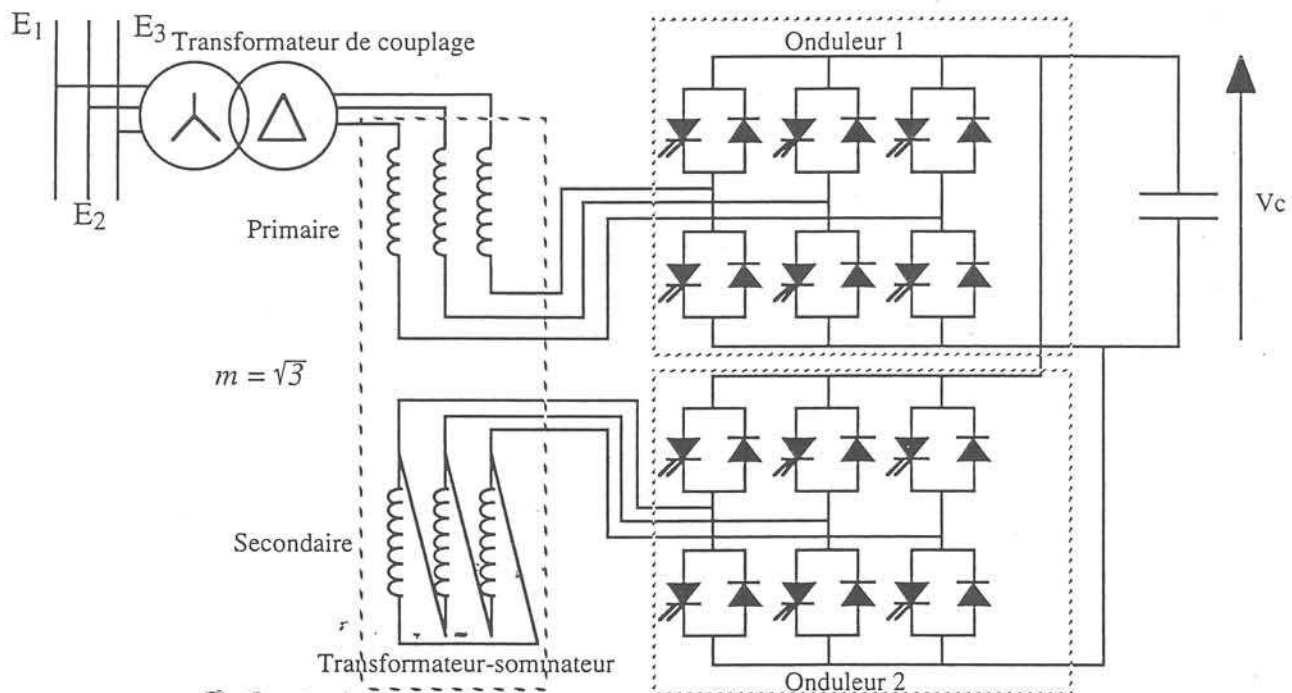 E1
E3
Transformateur de couplage
Onduleur 1
E2
Primaire
Vc
m = √3
Secondaire
Transformateur-sommateur
Onduleur 2